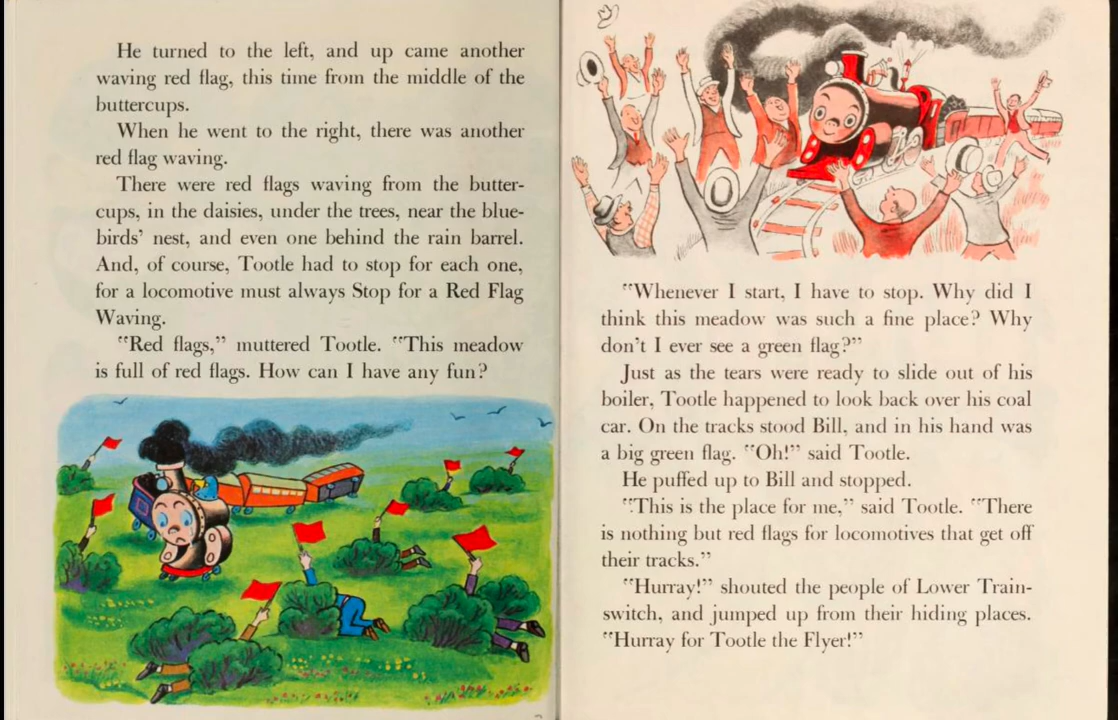 He turned to the left, and up came another
waving red flag, this time from the middle of the
buttercups.
When he went to the right, there was another
red flag waving.
There were red flags waving from the butter-
cups, in the daisies, under the trees, near the blue-
birds' nest, and even one behind the rain barrel.
And, of course, Tootle had to stop for each one,
for a locomotive must always Stop for a Red Flag
Waving.
"Red flags," muttered Tootle. "This meadow
is full of red flags. How can I have any fun?
"Whenever I start, I have to stop. Why did I
think this meadow was such a fine place? Why
don't I ever see a green flag?"
Just as the tears were ready to slide out of his
boiler, Tootle happened to look back over his coal
car. On the tracks stood Bill, and in his hand was
a big green flag. "Oh!" said Tootle.
He puffed up to Bill and stopped.
"This is the place for me," said Tootle. "There
is nothing but red flags for locomotives that get off
their tracks."
"Hurray!" shouted the people of Lower Train-
switch, and jumped up from their hiding places.
"Hurray for Tootle the Flyer!"